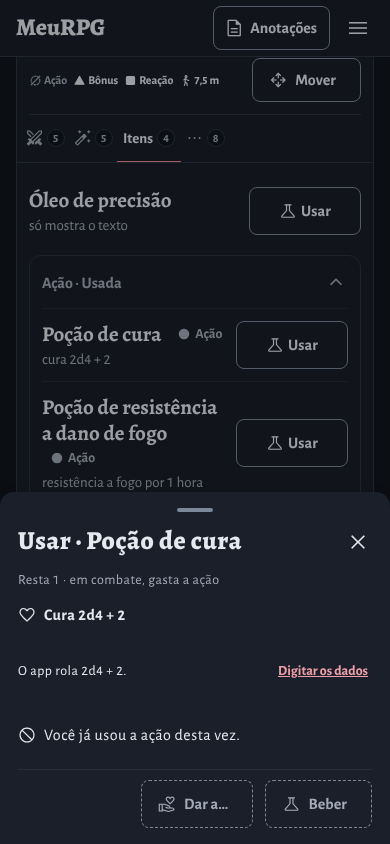 MeuRPG
Anotações
Ação Bônus Reação 7,5 m
Mover
5 5 Itens 4 ··· 8
Óleo de precisão
só mostra o texto
Usar
Ação · Usada
Poção de cura
Ação
cura 2d4 + 2
Usar
Poção de resistência
a dano de fogo
Ação
resistência a fogo por 1 hora
Usar
Usar · Poção de cura
Resta 1 · em combate, gasta a ação
Cura 2d4 + 2
O app rola 2d4 + 2.
Digitar os dados
Você já usou a ação desta vez.
Dar a…
Beber